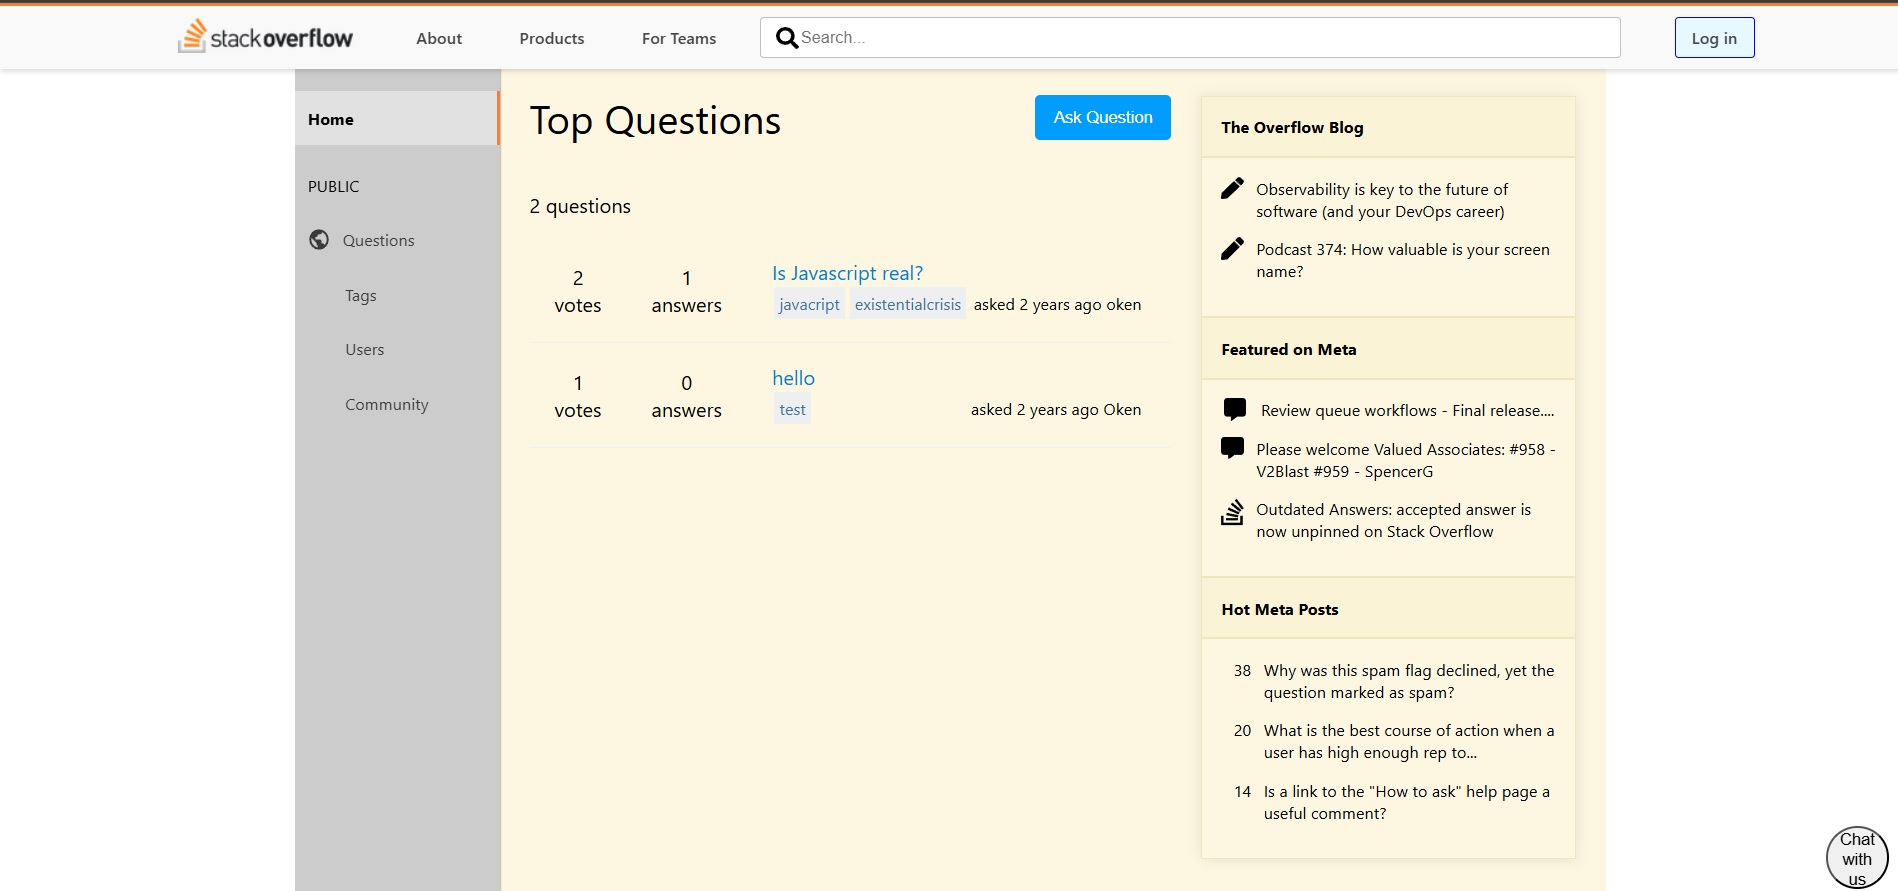 stackoverflow About Products For Teams Search... Log in
Home
PUBLIC
Questions
Tags
Users
Community
Top Questions
Ask Question
2 questions
2 votes
1 answers
Is Javascript real?
javacript existentialcrisis asked 2 years ago oken
1 votes
0 answers
hello
test asked 2 years ago Oken
The Overflow Blog
Observability is key to the future of
software (and your DevOps career)
Podcast 374: How valuable is your screen
name?
Featured on Meta
Review queue workflows - Final release....
Please welcome Valued Associates: #958 -
V2Blast #959 - SpencerG
Outdated Answers: accepted answer is
now unpinned on Stack Overflow
Hot Meta Posts
38 Why was this spam flag declined, yet the
question marked as spam?
20 What is the best course of action when a
user has high enough rep to...
14 Is a link to the "How to ask" help page a
useful comment?
Chat
with
us